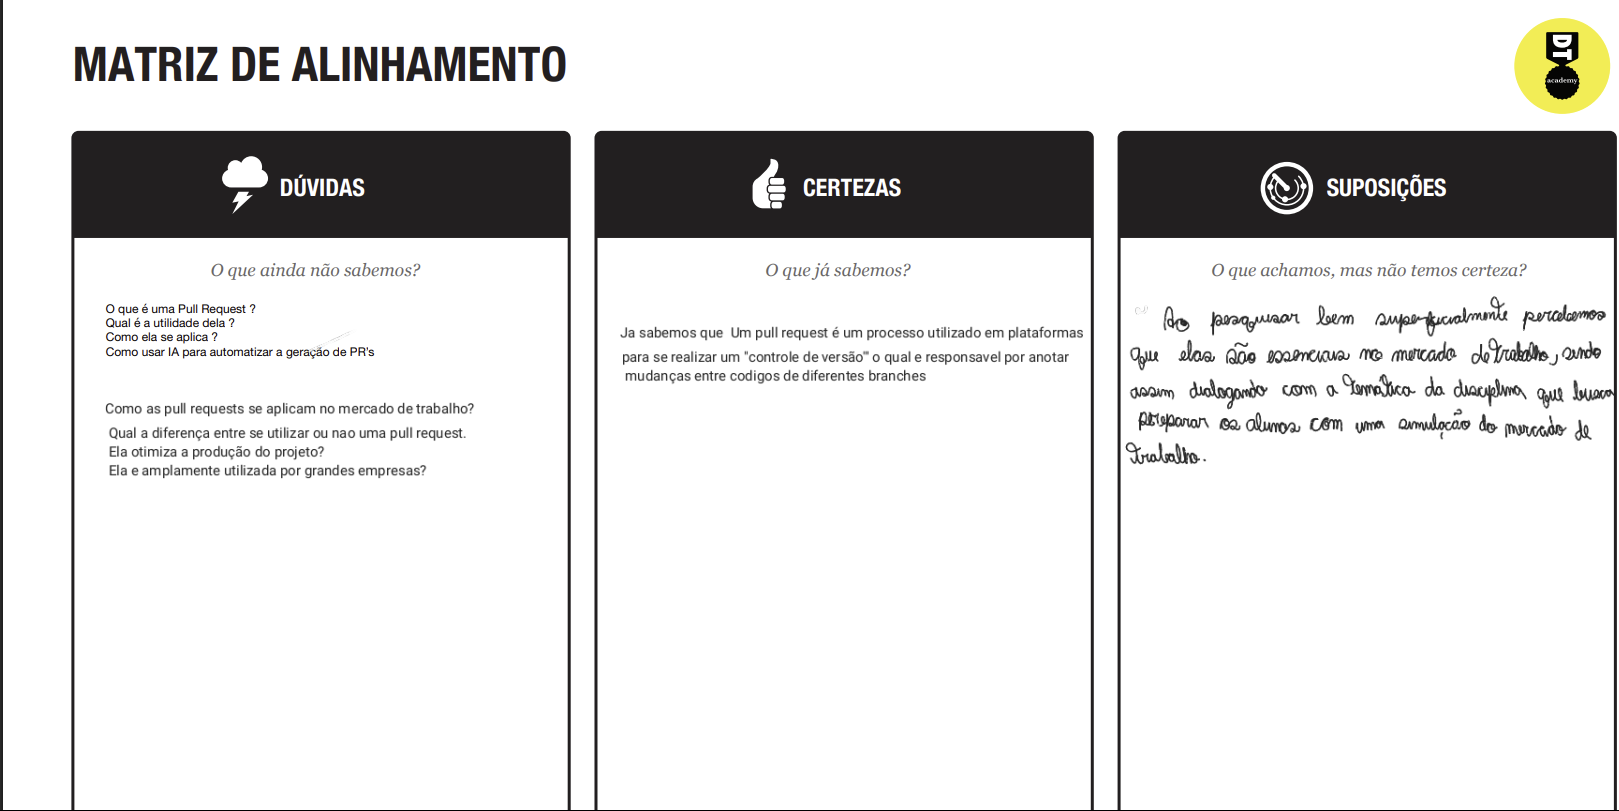 MATRIZ DE ALINHAMENTO
DT
academy
DÚVIDAS
O que ainda não sabemos?
O que é uma Pull Request ?
Qual é a utilidade dela ?
Como ela se aplica ?
Como usar IA para automatizar a geração de PR's
Como as pull requests se aplicam no mercado de trabalho?
Qual a diferença entre se utilizar ou nao uma pull request.
Ela otimiza a produção do projeto?
Ela e amplamente utilizada por grandes empresas?
CERTEZAS
O que já sabemos?
Ja sabemos que Um pull request é um processo utilizado em plataformas
para se realizar um "controle de versão" o qual e responsavel por anotar
mudanças entre codigos de diferentes branches
SUPOSIÇÕES
O que achamos, mas não temos certeza?
Ao pesquisar bem superficialmente percebemos
que elas são essenciais no mercado de trabalho, sendo
assim dialogando com a temática da disciplina que busca
preparar os alunos com uma simulação do mercado de
trabalho.